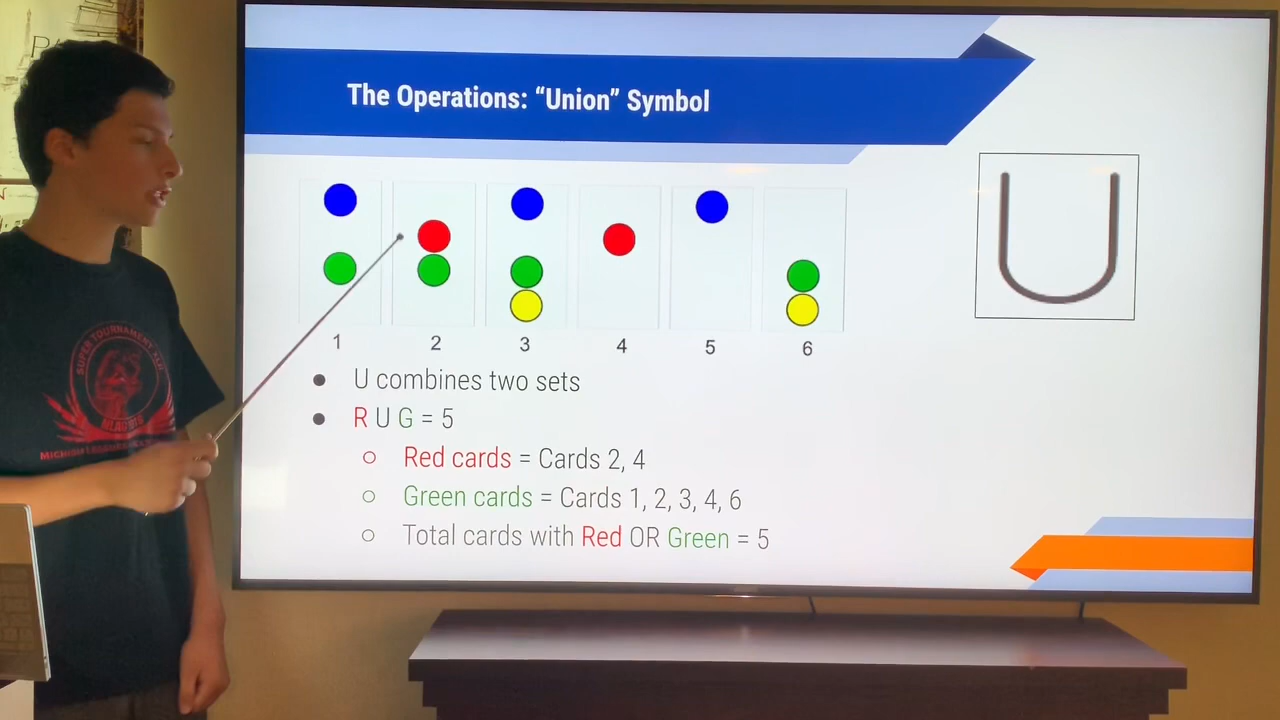 The Operations: “Union” Symbol
U
1 2 3 4 5 6
● U combines two sets
● R U G = 5
○ Red cards = Cards 2, 4
○ Green cards = Cards 1, 2, 3, 4, 6
○ Total cards with Red OR Green = 5
SUPER TOURNAMENT